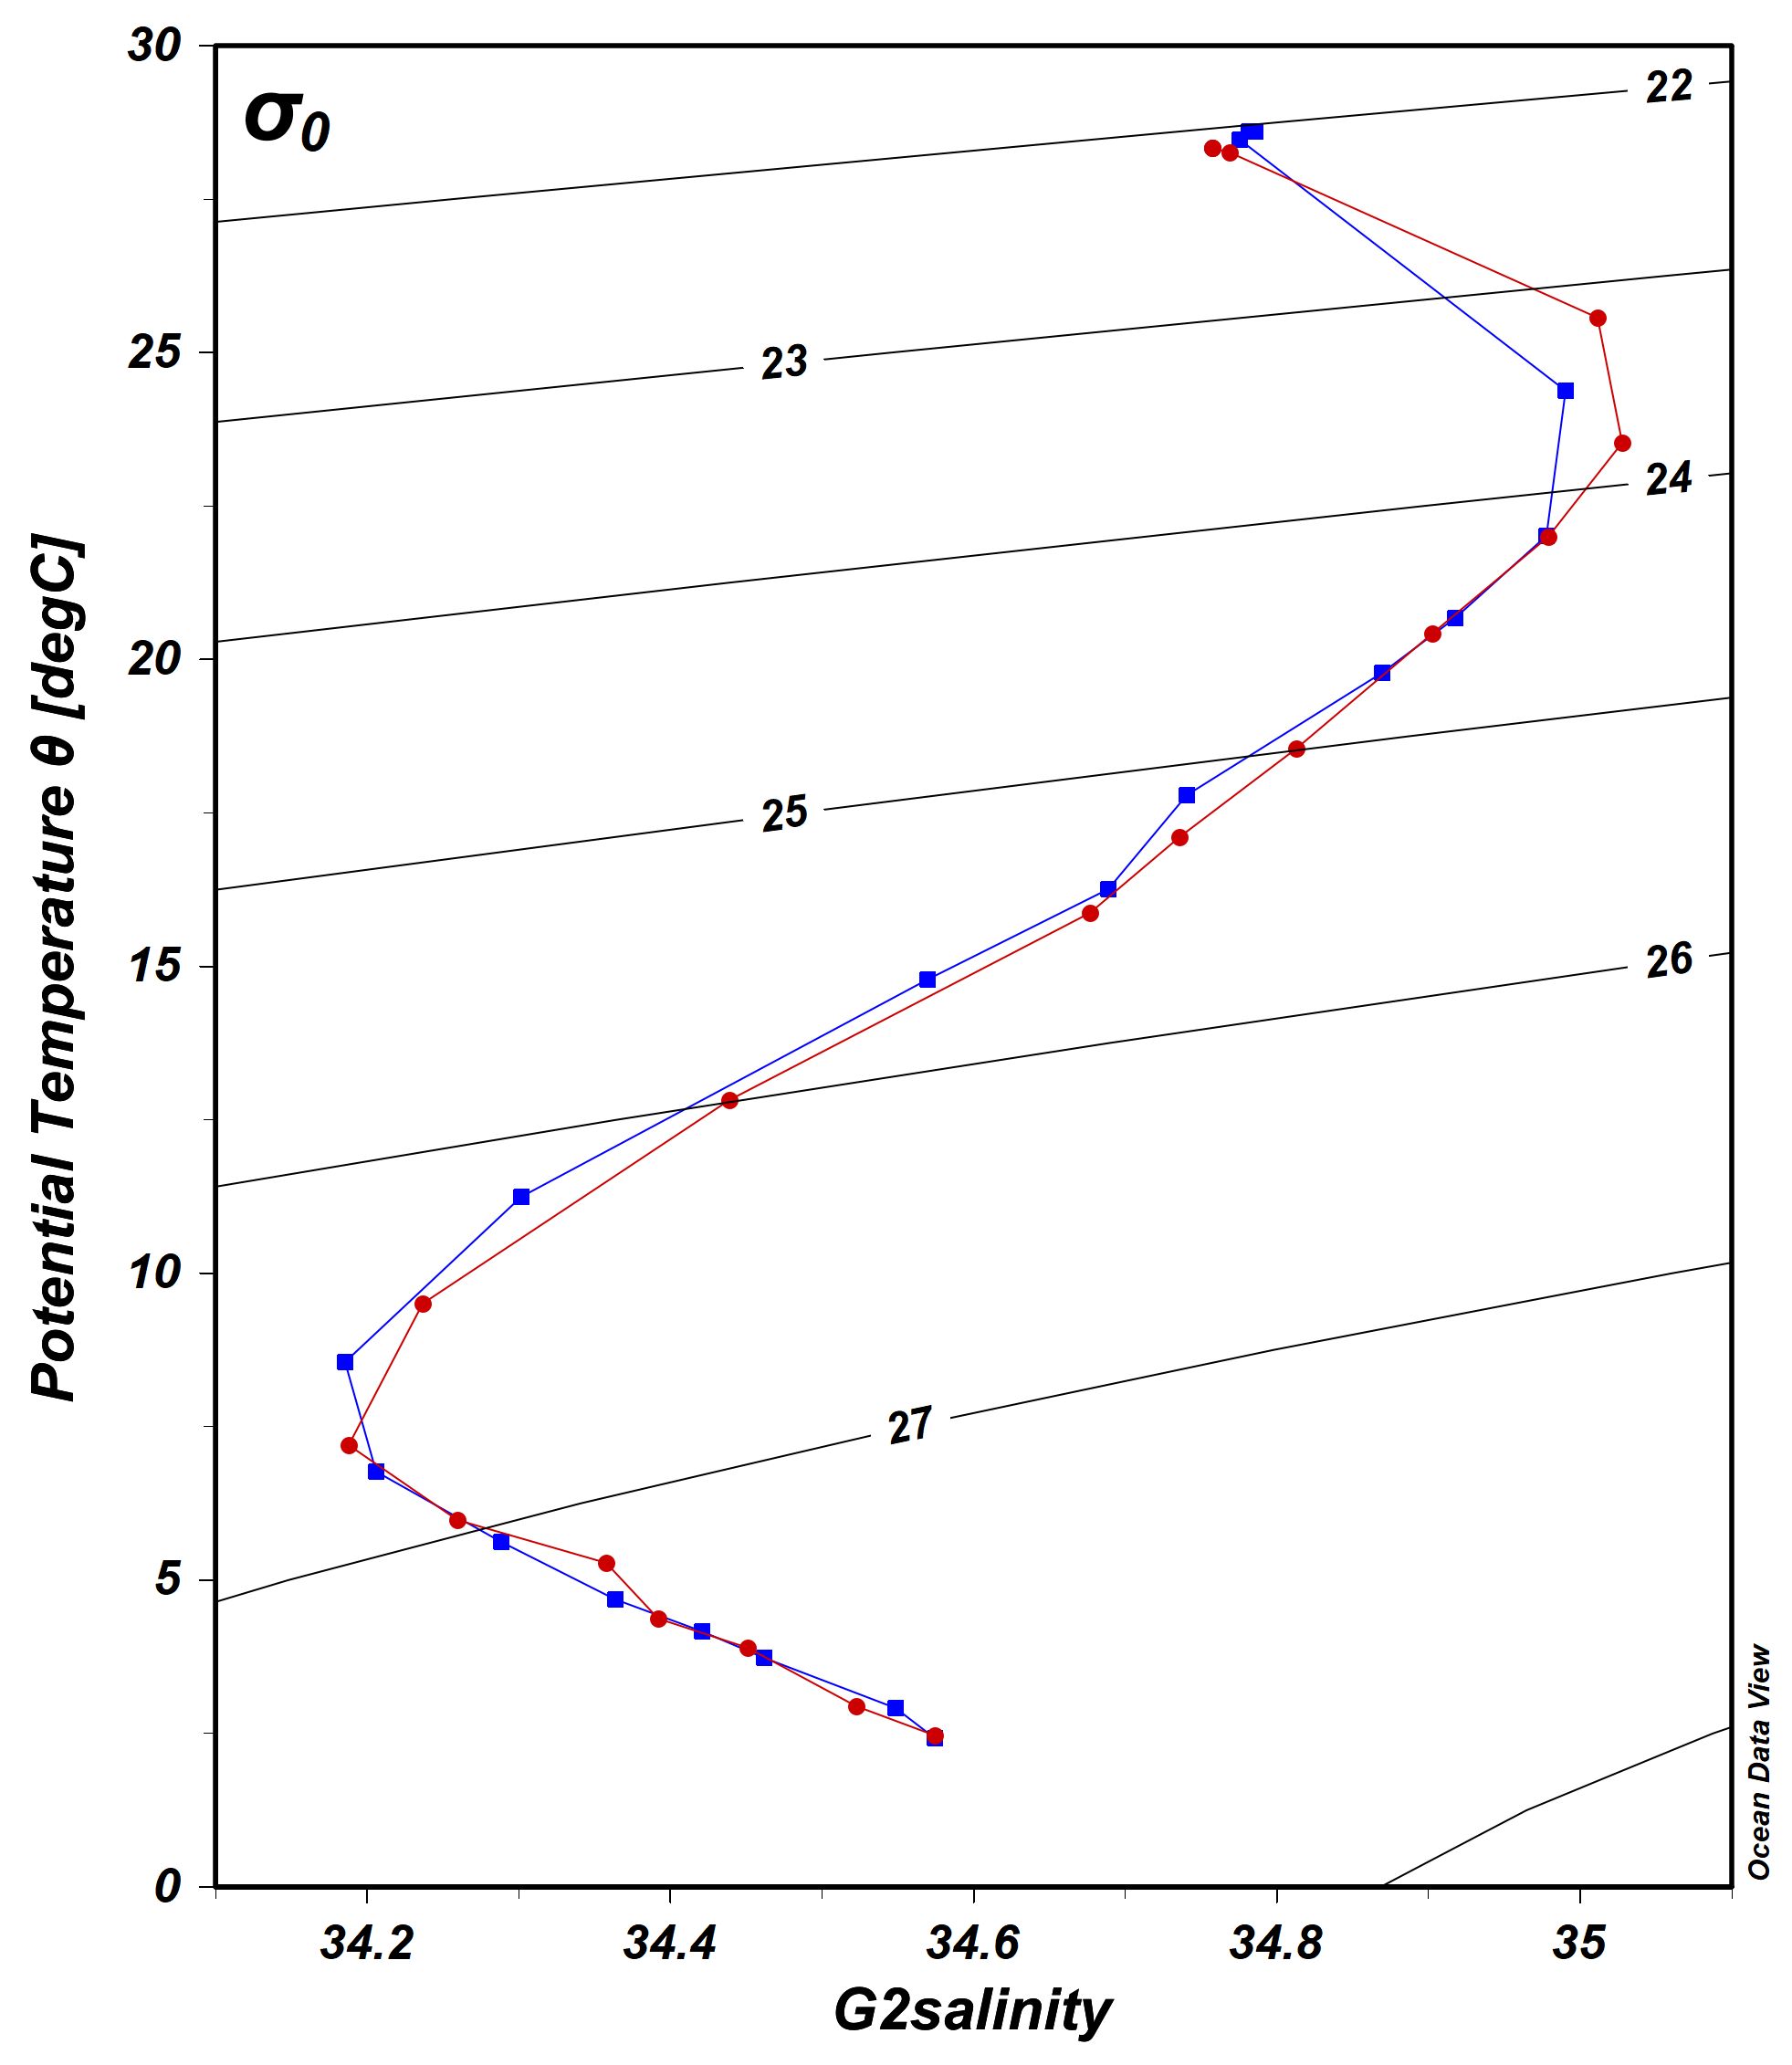 30
σ0
22
25
23
24
20
25
15
26
10
27
5
0
34.2 34.4 34.6 34.8 35
G2salinity
Potential Temperature θ [degC]
Ocean Data View